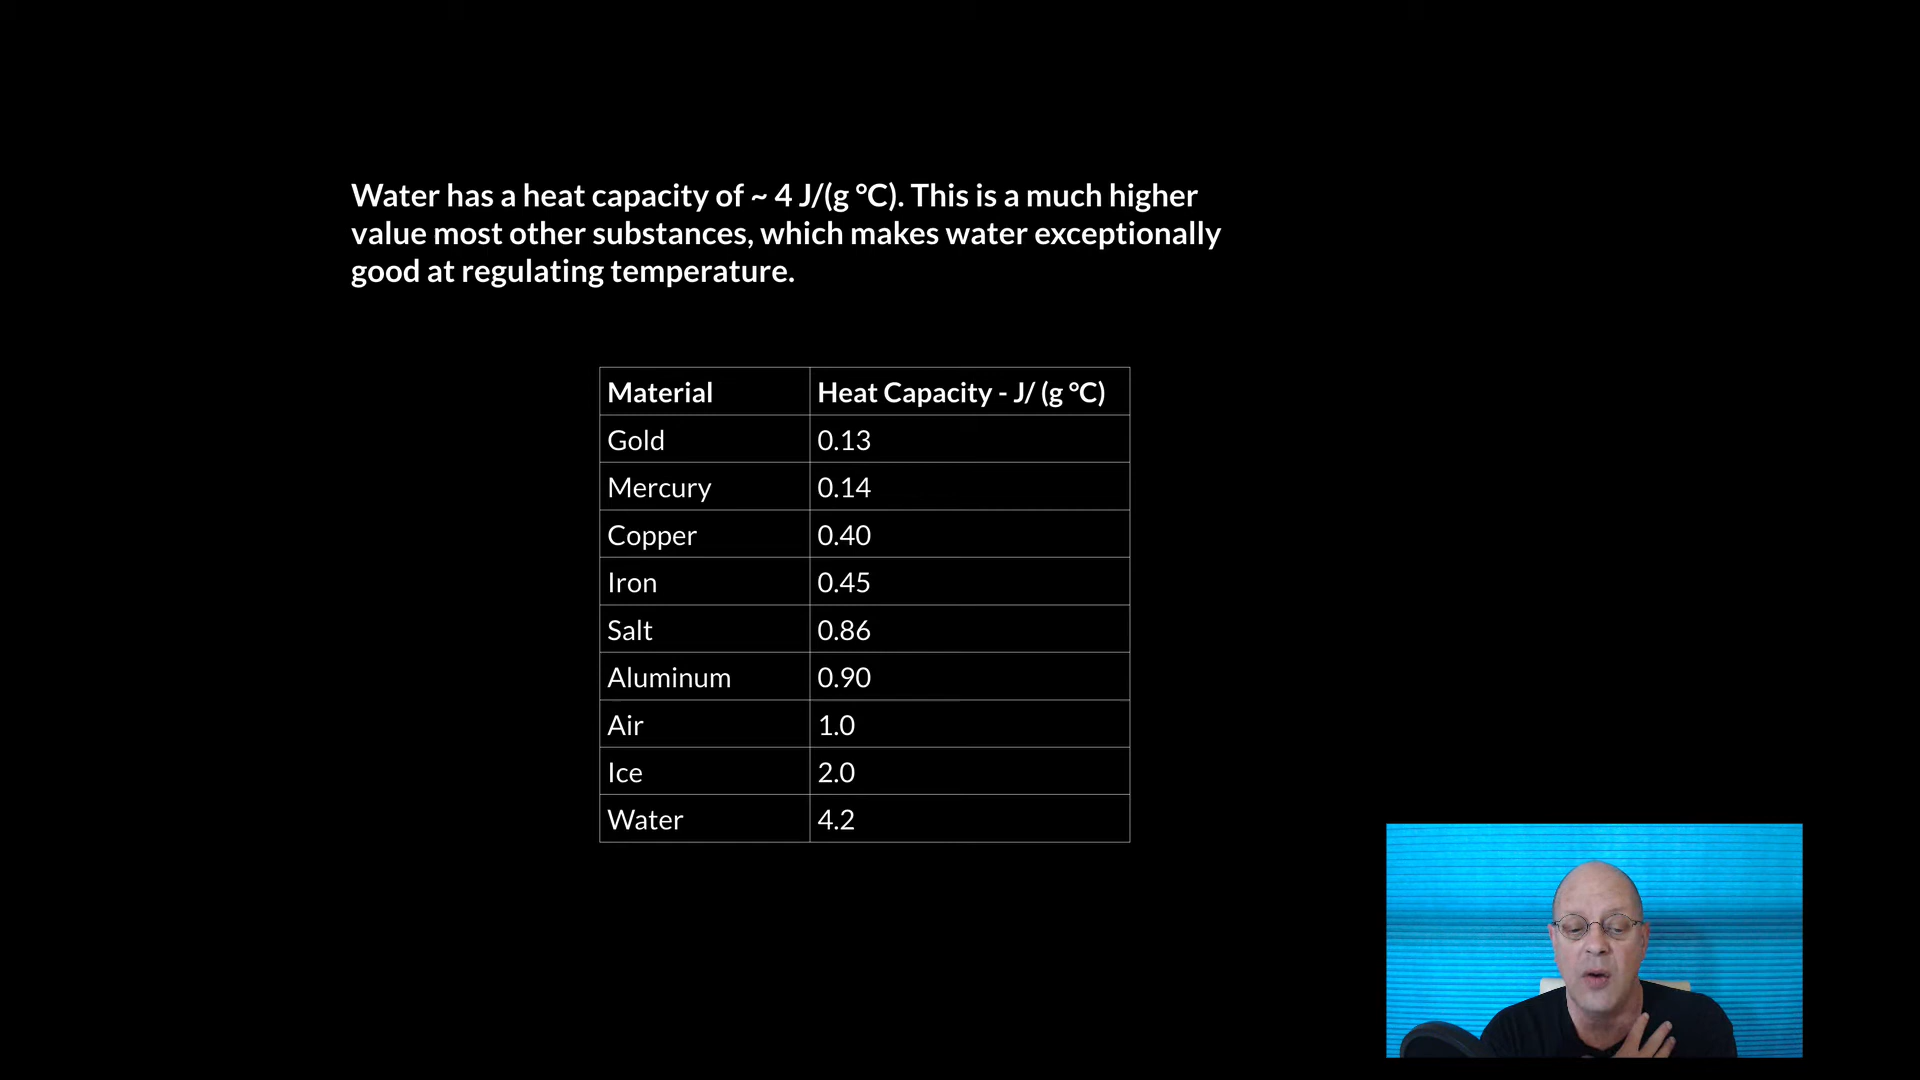 Water has a heat capacity of ~ 4 J/(g °C). This is a much higher
value most other substances, which makes water exceptionally
good at regulating temperature.
Material Heat Capacity - J/ (g °C)
Gold 0.13
Mercury 0.14
Copper 0.40
Iron 0.45
Salt 0.86
Aluminum 0.90
Air 1.0
Ice 2.0
Water 4.2